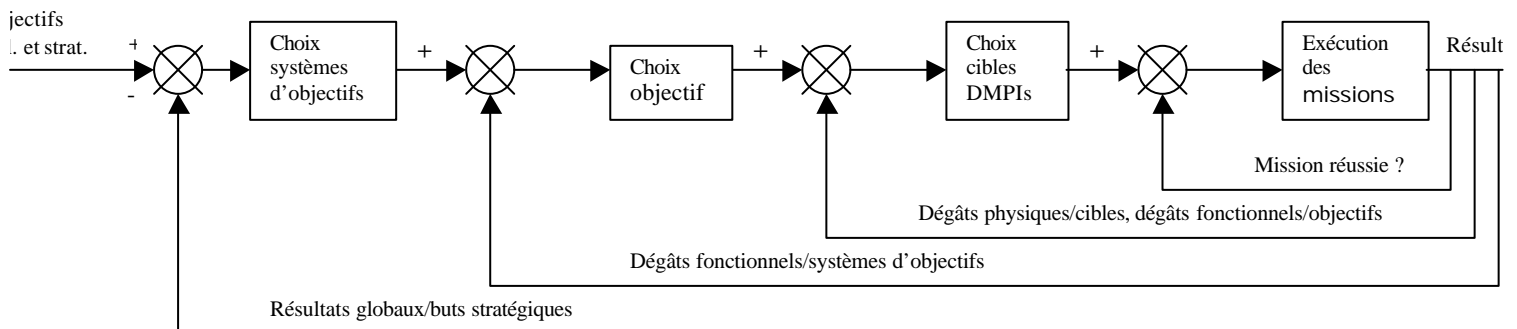 jectifs
. et strat.
+
-
Choix
systèmes
d'objectifs
+
Choix
objectif
+
Choix
cibles
DMPIs
+
Exécution
des
missions
Résult
Mission réussie ?
Dégâts physiques/cibles, dégâts fonctionnels/objectifs
Dégâts fonctionnels/systèmes d'objectifs
Résultats globaux/buts stratégiques